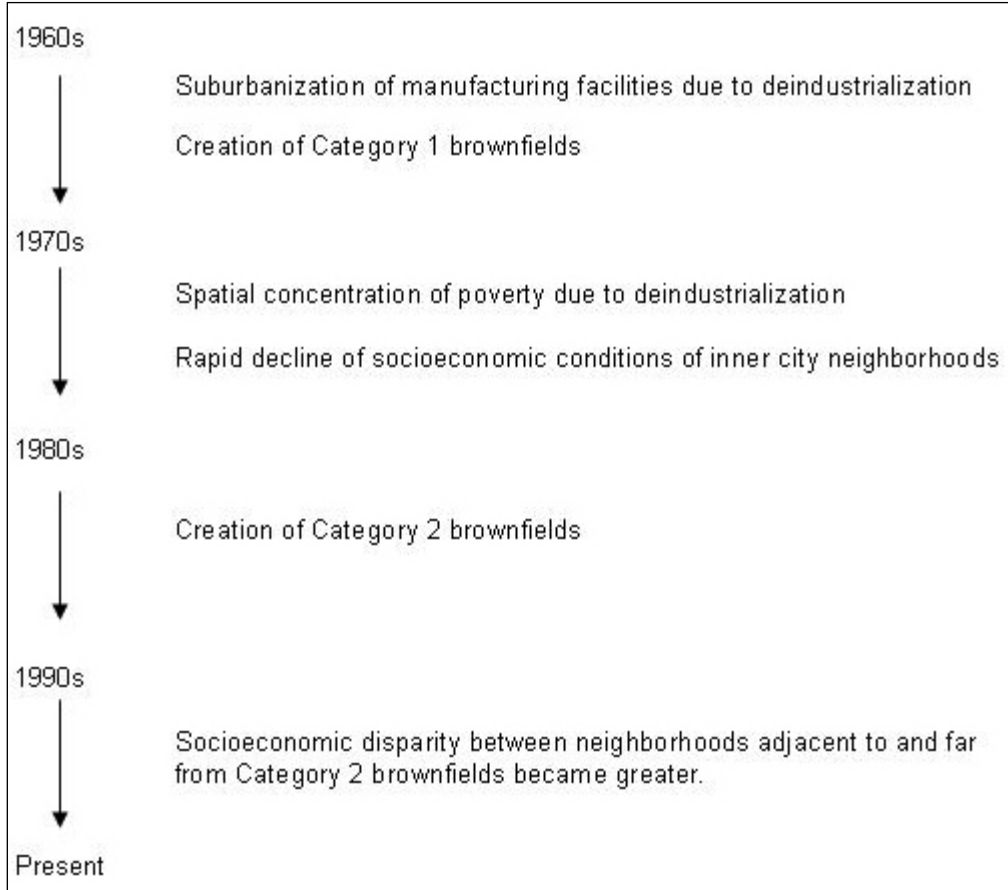 1960s
Suburbanization of manufacturing facilities due to deindustrialization
Creation of Category 1 brownfields
1970s
Spatial concentration of poverty due to deindustrialization
Rapid decline of socioeconomic conditions of inner city neighborhoods
1980s
Creation of Category 2 brownfields
1990s
Socioeconomic disparity between neighborhoods adjacent to and far
from Category 2 brownfields became greater.
Present